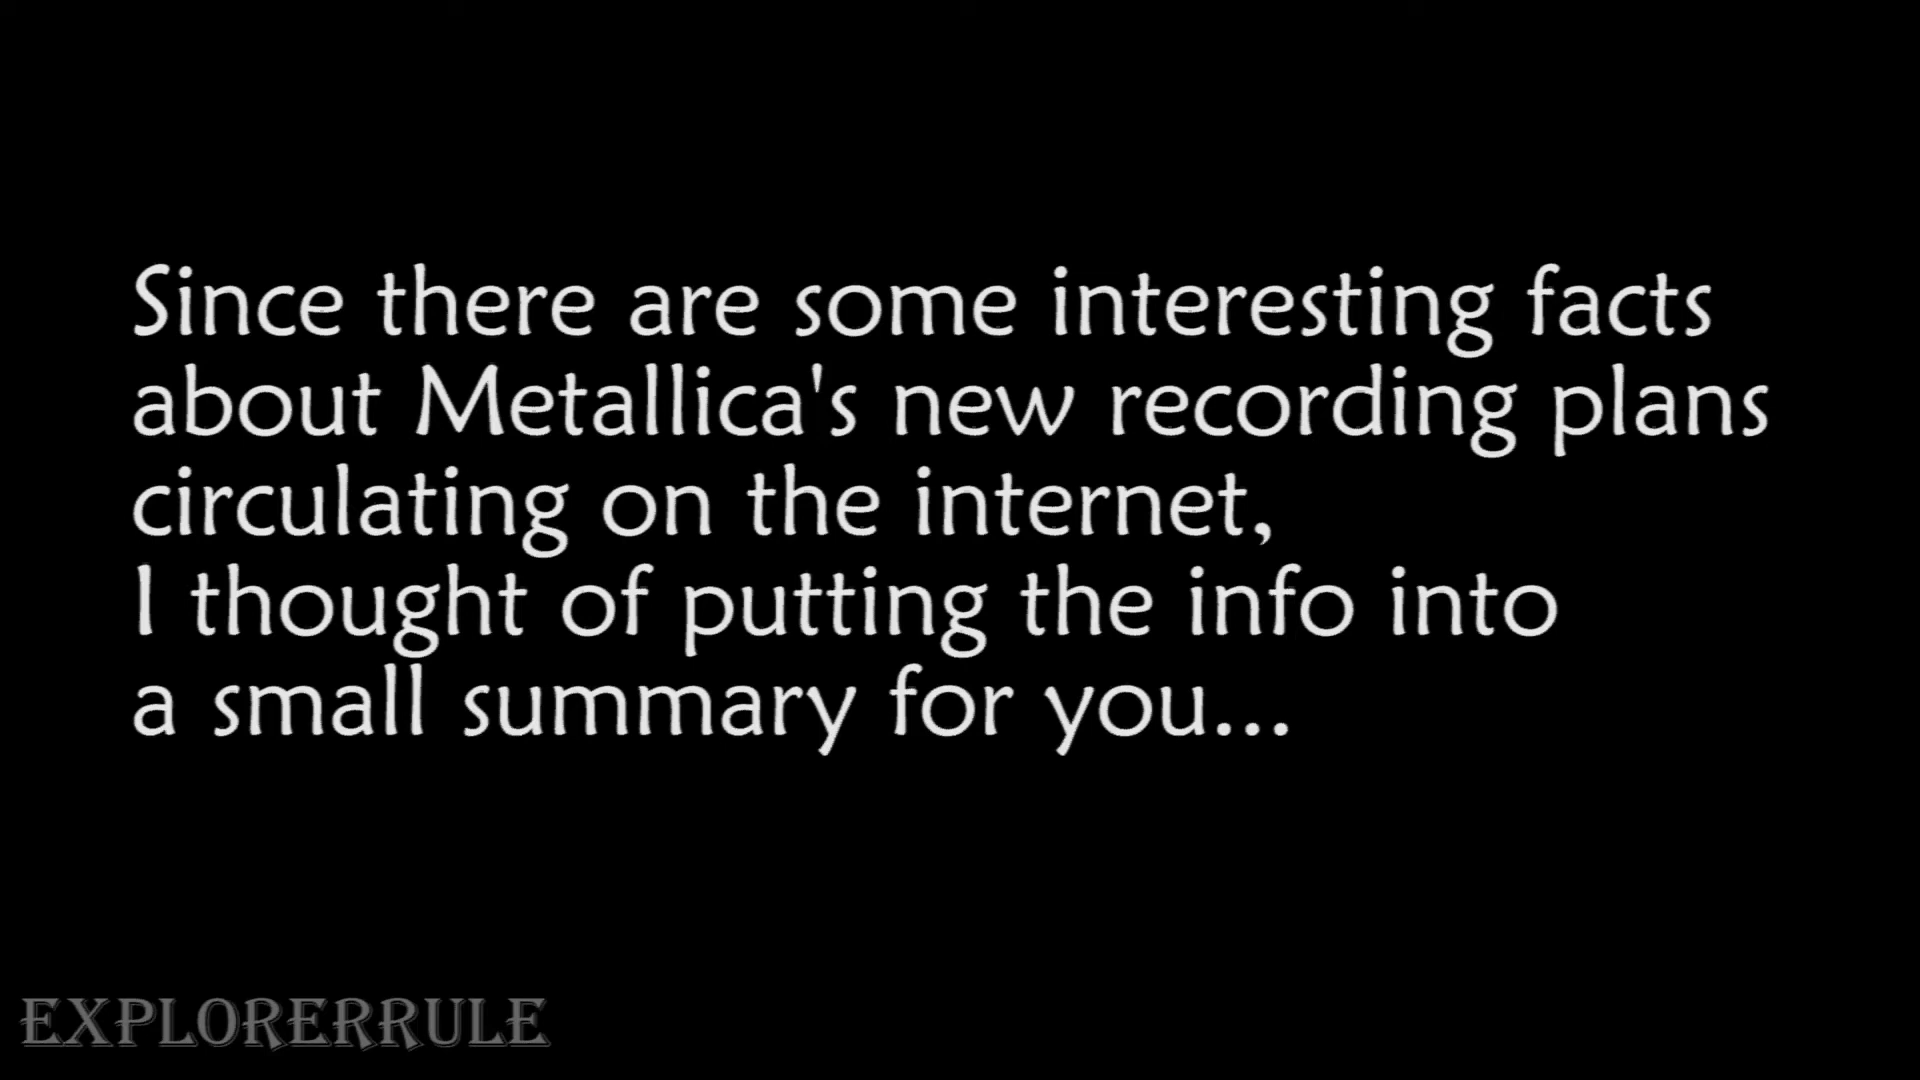 Since there are some interesting facts
about Metallica's new recording plans
circulating on the internet,
I thought of putting the info into
a small summary for you...
EXPLORERRULE